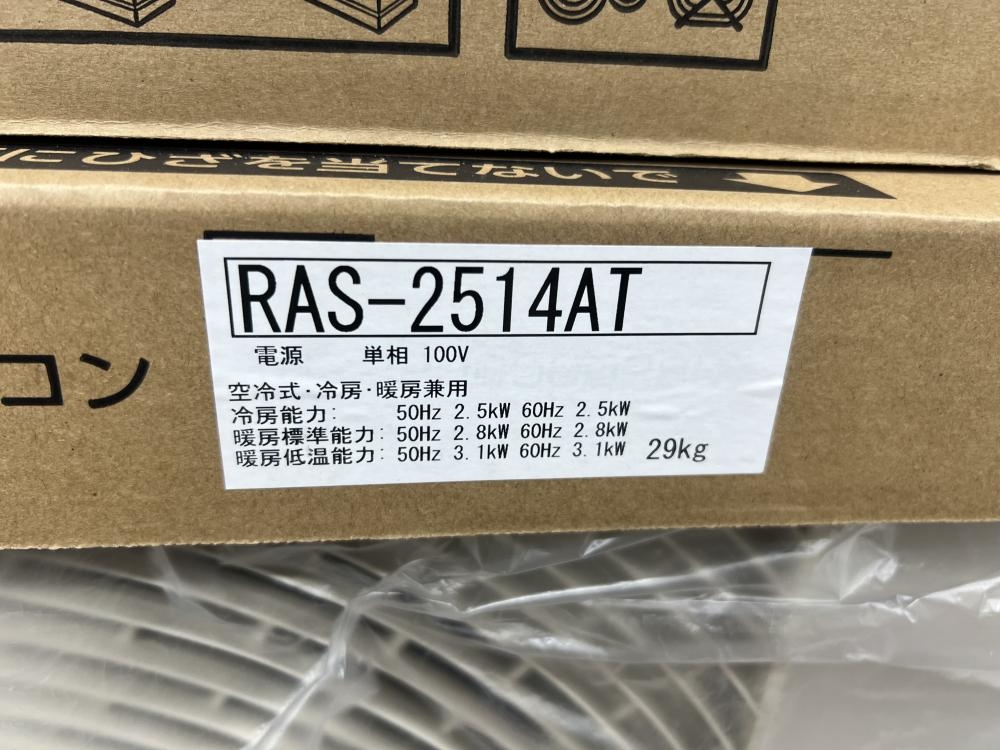 にひざを当てないで
RAS-2514AT
コン
電源 単相 100V
空冷式・冷房・暖房兼用
冷房能力: 50Hz 2.5kW 60Hz 2.5kW
暖房標準能力: 50Hz 2.8kW 60Hz 2.8kW
暖房低温能力: 50Hz 3.1kW 60Hz 3.1kW 29kg